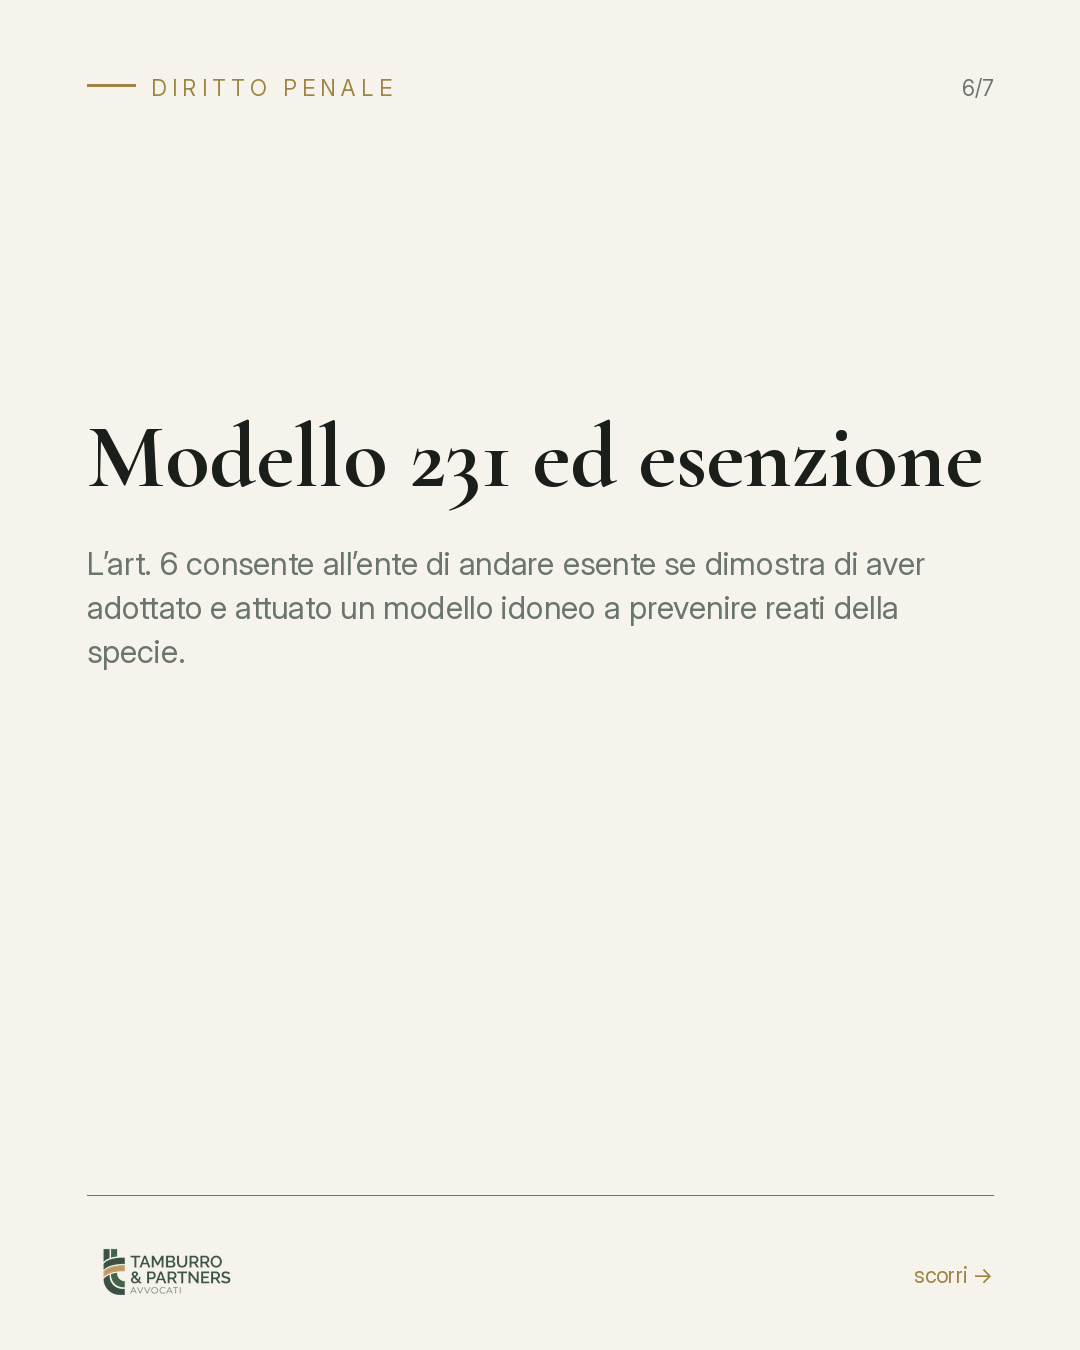 DIRITTO PENALE
6/7
Modello 231 ed esenzione
L’art. 6 consente all’ente di andare esente se dimostra di aver
adottato e attuato un modello idoneo a prevenire reati della
specie.
TAMBURRO
& PARTNERS
AVVOCATI
scorri →